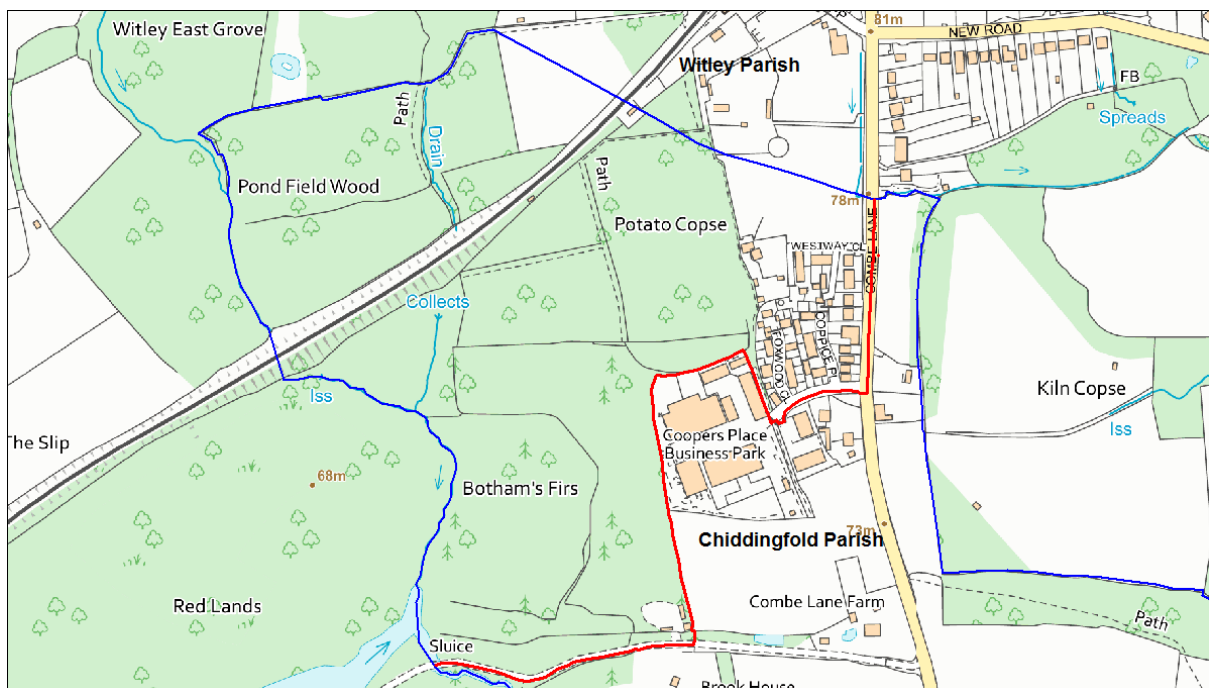 81m
NEW ROAD
Witley East Grove
Witley Parish
FB
Path
Spreads
Drain
Path
Pond Field Wood
78m
Potato Copse
COMBE LANE
WESTWAY CL
Collects
FOXWOOD C
COPPICE PL
Iss
Kiln Copse
Iss
The Slip
Coopers Place
Business Park
68m
Botham's Firs
73m
Chiddingfold Parish
Red Lands
Combe Lane Farm
Path
Sluice
Brook House